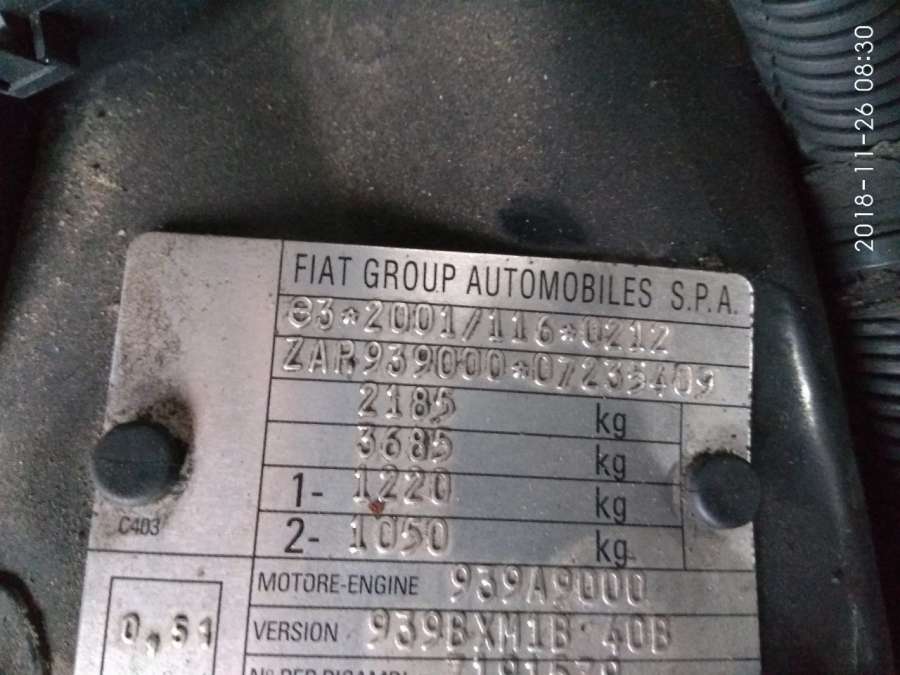 2018-11-26 08:30
FIAT GROUP AUTOMOBILES S.P.A.
e3*2001/116*0212
ZAR939000*07235409
2185 kg
3685 kg
1- 1220 kg
2- 1050 kg
C403
MOTORE-ENGINE 939A9000
0,51 VERSION 939BXM1B 40B